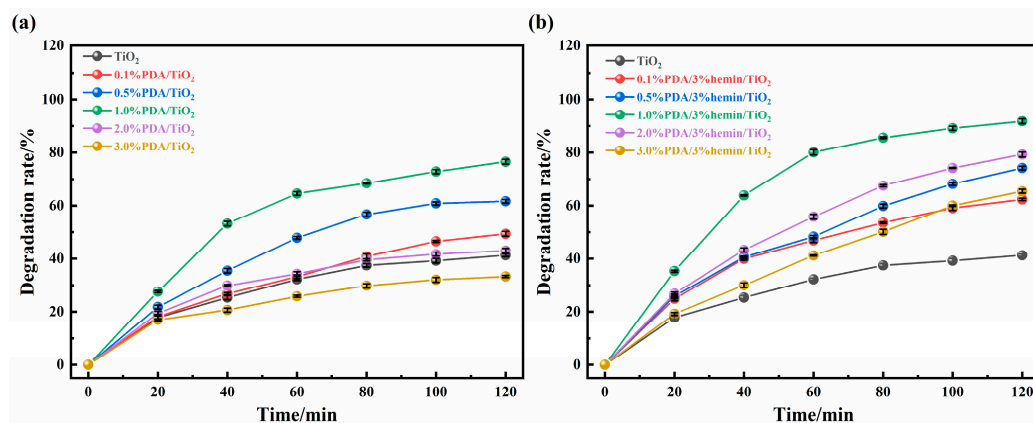 (a)
Degradation rate/%
120
100
80
60
40
20
0
TiO₂
0.1%PDA/TiO₂
0.5%PDA/TiO₂
1.0%PDA/TiO₂
2.0%PDA/TiO₂
3.0%PDA/TiO₂
0 20 40 60 80 100 120
Time/min
(b)
Degradation rate/%
120
100
80
60
40
20
0
TiO₂
0.1%PDA/3%hemin/TiO₂
0.5%PDA/3%hemin/TiO₂
1.0%PDA/3%hemin/TiO₂
2.0%PDA/3%hemin/TiO₂
3.0%PDA/3%hemin/TiO₂
0 20 40 60 80 100 120
Time/min